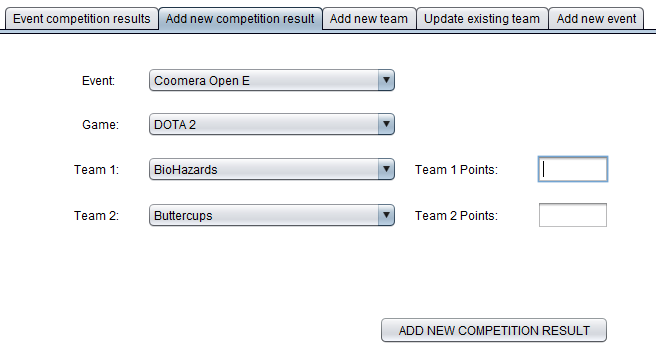 Event competition results Add new competition result Add new team Update existing team Add new event
Event: Coomera Open E
Game: DOTA 2
Team 1: BioHazards Team 1 Points:
Team 2: Buttercups Team 2 Points:
ADD NEW COMPETITION RESULT